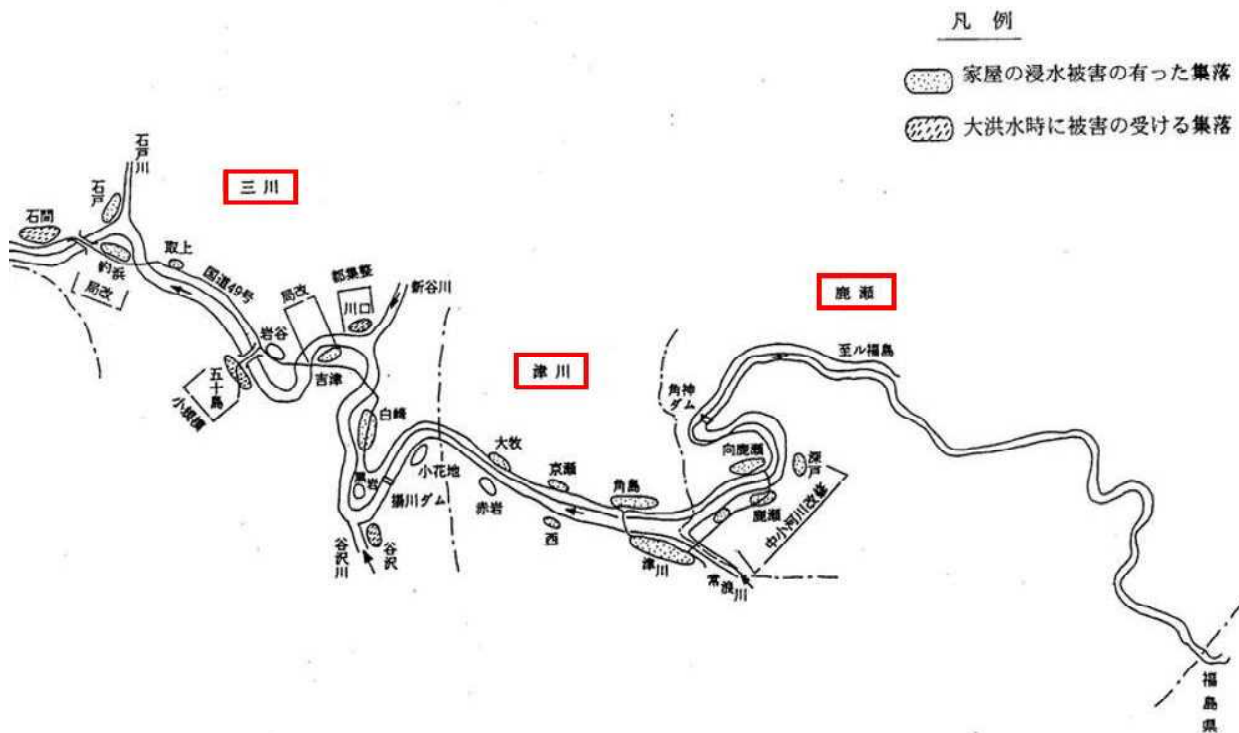 凡例
家屋の浸水被害の有った集落
大洪水時に被害の受ける集落
三川
津川
鹿瀬
石戸川
石戸
石間
釣浜
局改
取上
国道49号
岩谷
五十島
小規模
局改
都集整
川口
新谷川
吉津
白崎
小花地
揚川ダム
谷沢川
谷沢
大牧
赤岩
京瀬
西
角島
津川
常浪川
角神ダム
向鹿瀬
深戸
鹿瀬
中小河川改修
至ル福島
福島県